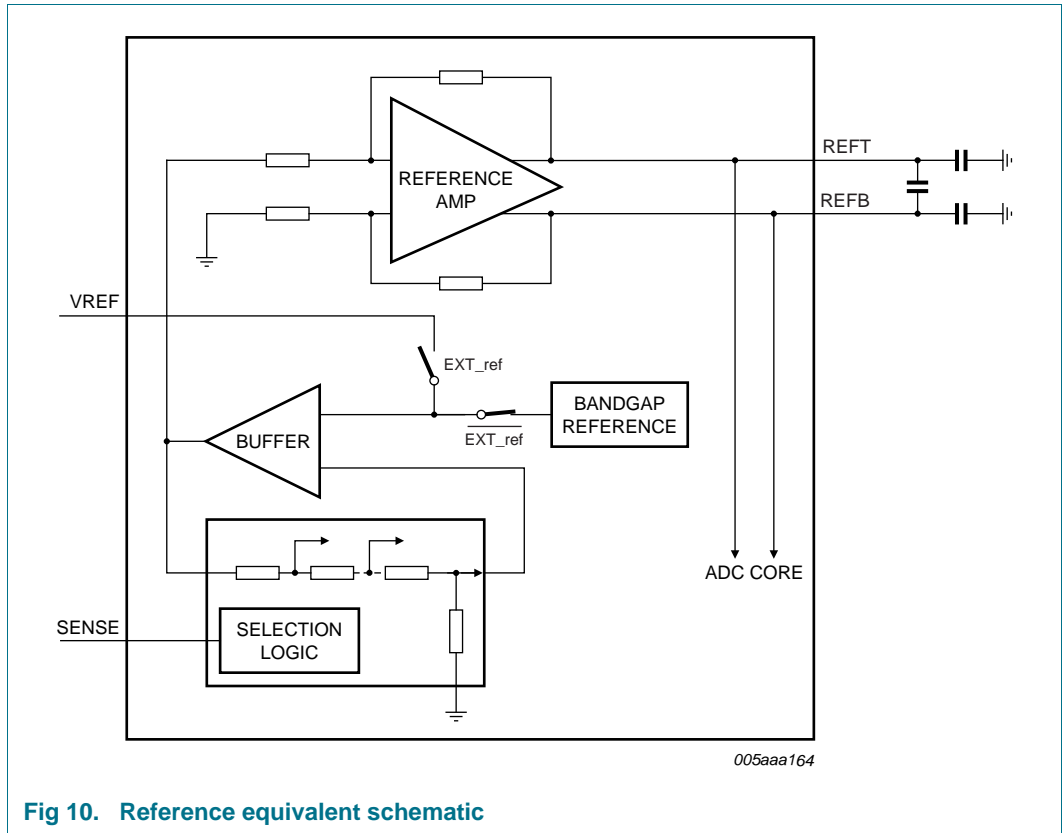 REFERENCE
AMP
REFT
REFB
VREF
EXT_ref
BUFFER
EXT_ref
BANDGAP
REFERENCE
ADC CORE
SENSE
SELECTION
LOGIC
005aaa164
Fig 10. Reference equivalent schematic